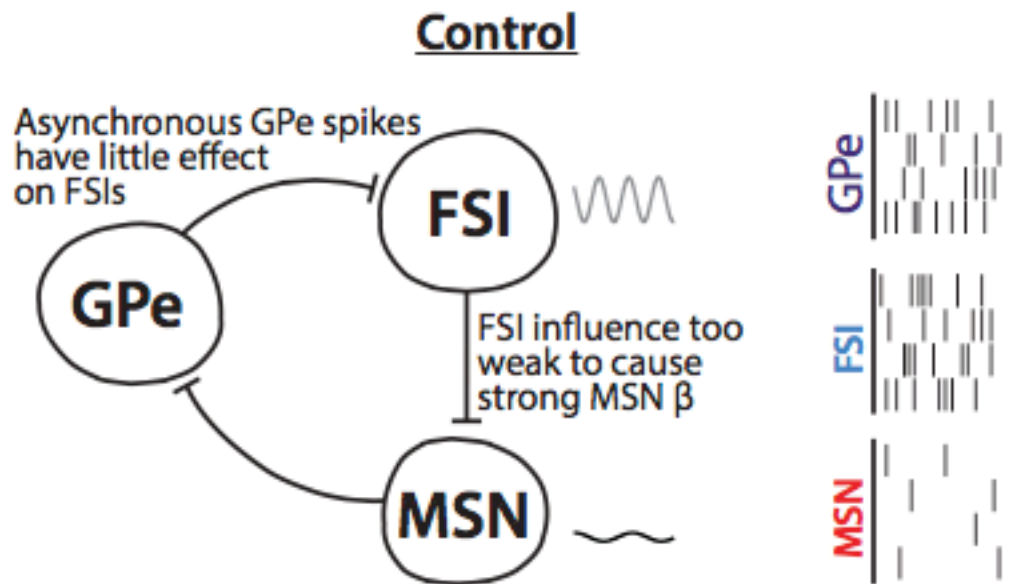 Control
Asynchronous GPe spikes
have little effect
on FSIs
FSI
GPe
FSI influence too
weak to cause
strong MSN β
MSN
GPe
FSI
MSN